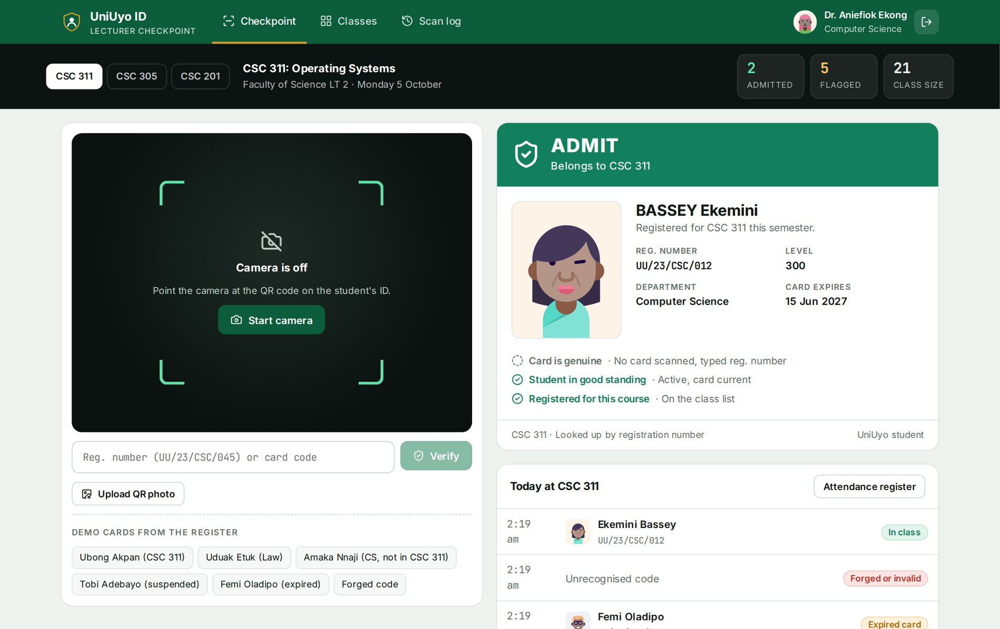 UniUyo ID
LECTURER CHECKPOINT
Checkpoint
Classes
Scan log
Dr. Aniefiok Ekong
Computer Science
CSC 311
CSC 305
CSC 201
CSC 311: Operating Systems
Faculty of Science LT 2 · Monday 5 October
2
ADMITTED
5
FLAGGED
21
CLASS SIZE
Camera is off
Point the camera at the QR code on the student's ID.
Start camera
Reg. number (UU/23/CSC/045) or card code
Verify
Upload QR photo
DEMO CARDS FROM THE REGISTER
Ubong Akpan (CSC 311)
Uduak Etuk (Law)
Amaka Nnaji (CS, not in CSC 311)
Tobi Adebayo (suspended)
Femi Oladipo (expired)
Forged code
ADMIT
Belongs to CSC 311
BASSEY Ekemini
Registered for CSC 311 this semester.
REG. NUMBER
UU/23/CSC/012
LEVEL
300
DEPARTMENT
Computer Science
CARD EXPIRES
15 Jun 2027
Card is genuine · No card scanned, typed reg. number
Student in good standing · Active, card current
Registered for this course · On the class list
CSC 311 · Looked up by registration number
UniUyo student
Today at CSC 311
Attendance register
2:19 am
Ekemini Bassey
UU/23/CSC/012
In class
2:19 am
Unrecognised code
Forged or invalid
2:19
Femi Oladipo
Expired card